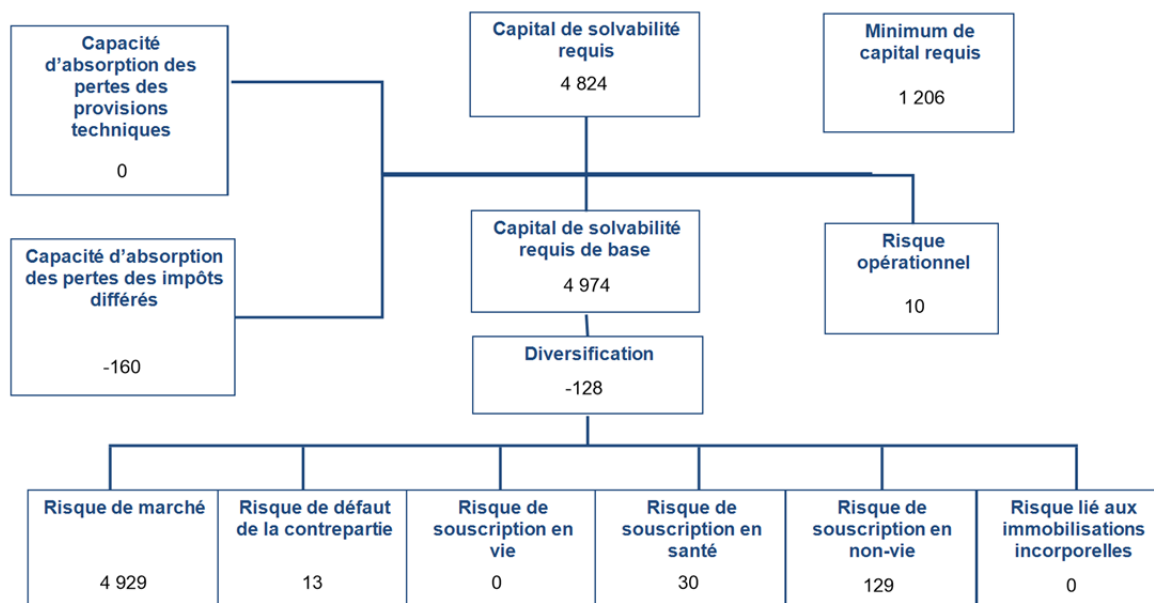 Capacité
d’absorption des
pertes des
provisions
techniques
0
Capital de solvabilité
requis
4 824
Minimum de
capital requis
1 206
Capacité d’absorption
des pertes des impôts
différés
-160
Capital de solvabilité
requis de base
4 974
Risque
opérationnel
10
Diversification
-128
Risque de marché
4 929
Risque de défaut
de la contrepartie
13
Risque de
souscription en
vie
0
Risque de
souscription en
santé
30
Risque de
souscription en
non-vie
129
Risque lié aux
immobilisations
incorporelles
0